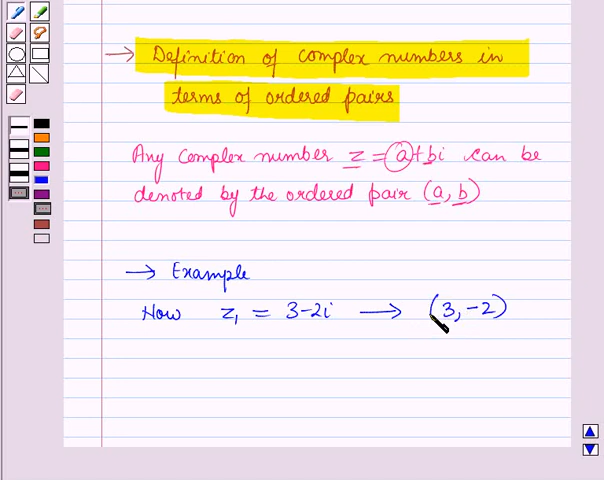 → Definition of complex numbers in
terms of ordered pairs
Any complex number z = a + bi can be
denoted by the ordered pair (a, b)
→ Example
Now z₁ = 3-2i → (3, -2)